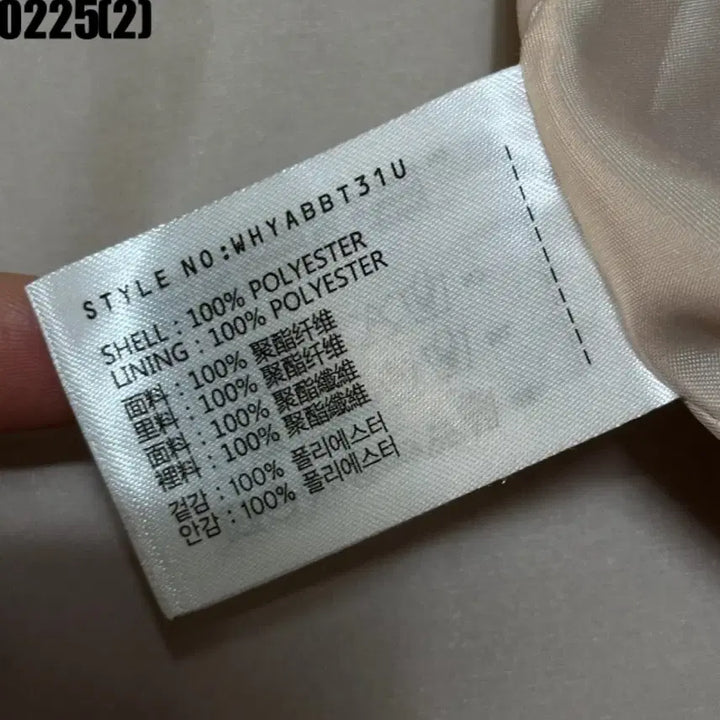 0225(2)
STYLE NO:WHYABBT31U
SHELL : 100% POLYESTER
LINING : 100% POLYESTER
面料 : 100% 聚酯纤维
里料 : 100% 聚酯纤维
面料 : 100% 聚酯纖維
裡料 : 100% 聚酯纖維
겉감 : 100% 폴리에스터
안감 : 100% 폴리에스터